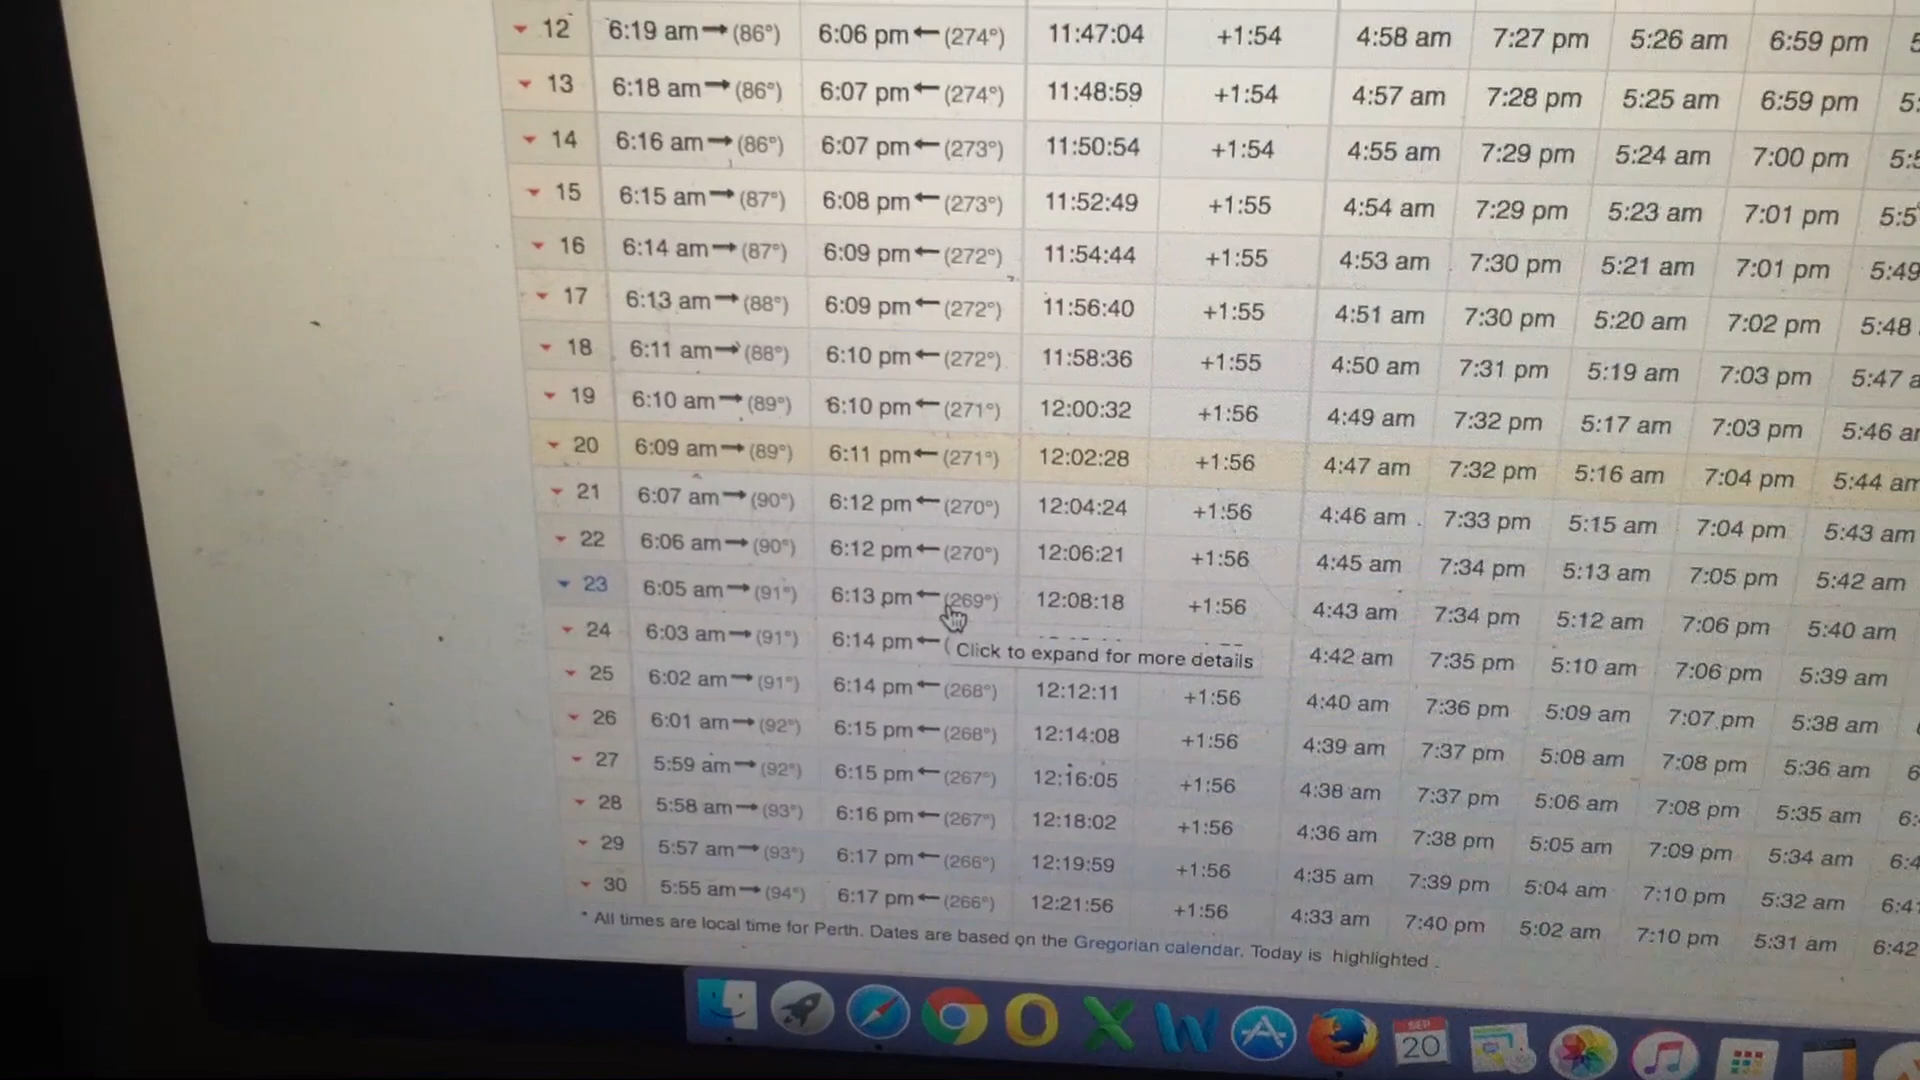 12 6:19 am (86°) 6:06 pm (274°) 11:47:04 +1:54 4:58 am 7:27 pm 5:26 am 6:59 pm
13 6:18 am (86°) 6:07 pm (274°) 11:48:59 +1:54 4:57 am 7:28 pm 5:25 am 6:59 pm
14 6:16 am (86°) 6:07 pm (273°) 11:50:54 +1:54 4:55 am 7:29 pm 5:24 am 7:00 pm
15 6:15 am (87°) 6:08 pm (273°) 11:52:49 +1:55 4:54 am 7:29 pm 5:23 am 7:01 pm
16 6:14 am (87°) 6:09 pm (272°) 11:54:44 +1:55 4:53 am 7:30 pm 5:21 am 7:01 pm 5:49
17 6:13 am (88°) 6:09 pm (272°) 11:56:40 +1:55 4:51 am 7:30 pm 5:20 am 7:02 pm 5:48
18 6:11 am (88°) 6:10 pm (272°) 11:58:36 +1:55 4:50 am 7:31 pm 5:19 am 7:03 pm 5:47 a
19 6:10 am (89°) 6:10 pm (271°) 12:00:32 +1:56 4:49 am 7:32 pm 5:17 am 7:03 pm 5:46 am
20 6:09 am (89°) 6:11 pm (271°) 12:02:28 +1:56 4:47 am 7:32 pm 5:16 am 7:04 pm 5:44 am
21 6:07 am (90°) 6:12 pm (270°) 12:04:24 +1:56 4:46 am 7:33 pm 5:15 am 7:04 pm 5:43 am
22 6:06 am (90°) 6:12 pm (270°) 12:06:21 +1:56 4:45 am 7:34 pm 5:13 am 7:05 pm 5:42 am
23 6:05 am (91°) 6:13 pm (269°) 12:08:18 +1:56 4:43 am 7:34 pm 5:12 am 7:06 pm 5:40 am
24 6:03 am (91°) 6:14 pm ( 4:42 am 7:35 pm 5:10 am 7:06 pm 5:39 am
Click to expand for more details
25 6:02 am (91°) 6:14 pm (268°) 12:12:11 +1:56 4:40 am 7:36 pm 5:09 am 7:07 pm 5:38 am
26 6:01 am (92°) 6:15 pm (268°) 12:14:08 +1:56 4:39 am 7:37 pm 5:08 am 7:08 pm 5:36 am
27 5:59 am (92°) 6:15 pm (267°) 12:16:05 +1:56 4:38 am 7:37 pm 5:06 am 7:08 pm 5:35 am
28 5:58 am (93°) 6:16 pm (267°) 12:18:02 +1:56 4:36 am 7:38 pm 5:05 am 7:09 pm 5:34 am
29 5:57 am (93°) 6:17 pm (266°) 12:19:59 +1:56 4:35 am 7:39 pm 5:04 am 7:10 pm 5:32 am
30 5:55 am (94°) 6:17 pm (266°) 12:21:56 +1:56 4:33 am 7:40 pm 5:02 am 7:10 pm 5:31 am 6:42
* All times are local time for Perth. Dates are based on the Gregorian calendar. Today is highlighted.
SEP
20